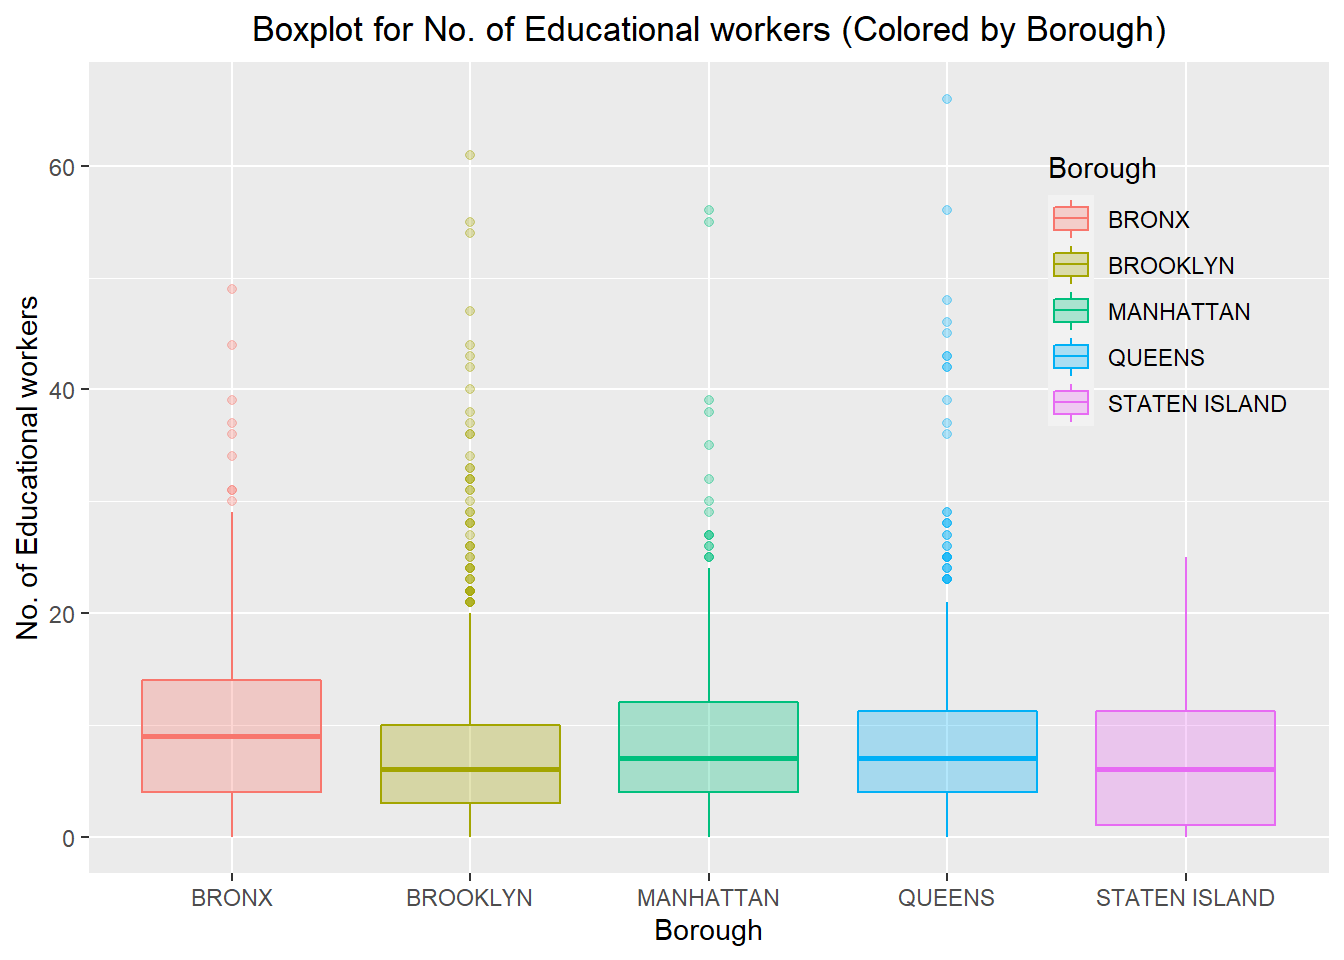 Boxplot for No. of Educational workers (Colored by Borough)
No. of Educational workers
60
40
20
0
Borough
BRONX
BROOKLYN
MANHATTAN
QUEENS
STATEN ISLAND
BRONX
BROOKLYN
MANHATTAN
QUEENS
STATEN ISLAND
Borough